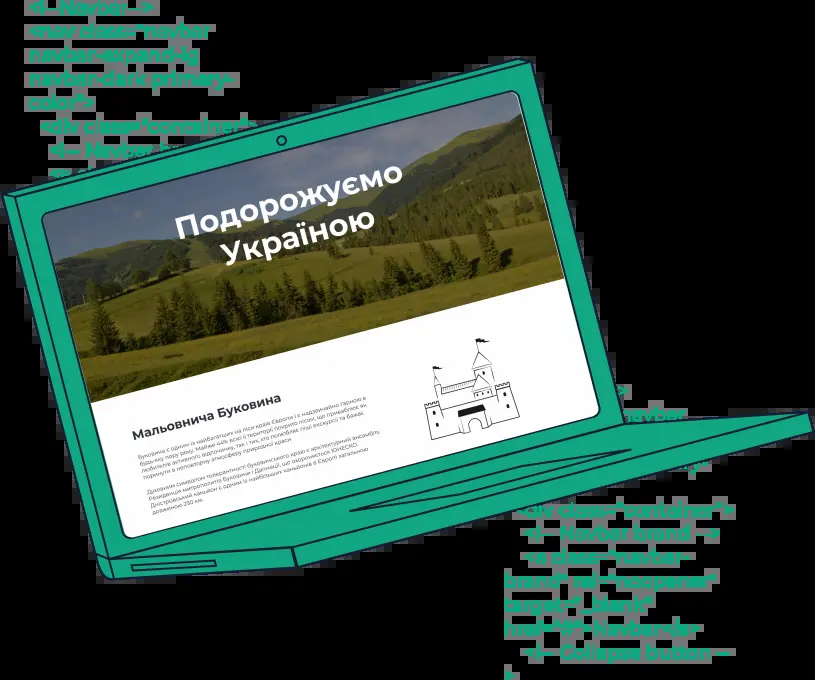 <!--Navbar-->
<nav class="navbar
navbar-expand-lg
navbar-dark primary-
color">
<div class="container">
<!-- Navbar
Подорожуємо
Україною
Мальовнича Буковина
Буковина є одним із найбагатших на ліси країв Європи і є надзвичайно гарною в
будь-яку пору року. Майже 44% всієї її території покрито лісом, що приваблює як
любителів активного відпочинку, так і тих, хто полюбляє піші екскурсії та бажає
поринути в неповторну атмосферу природної краси.
Духовним символом толерантності буковинського краю є архітектурний ансамбль
Резиденція митрополитів Буковини і Далмації, що охороняється ЮНЕСКО.
Дністровський каньйон є одним із найбільших каньйонів в Європі загальною
довжиною 250 км.
navbar
<div class="container">
<!-- Navbar brand -->
<a class="navbar-
brand" rel="noopener"
target="_blank"
href="#">Navbar</a>
<!-- Collapse button --
>